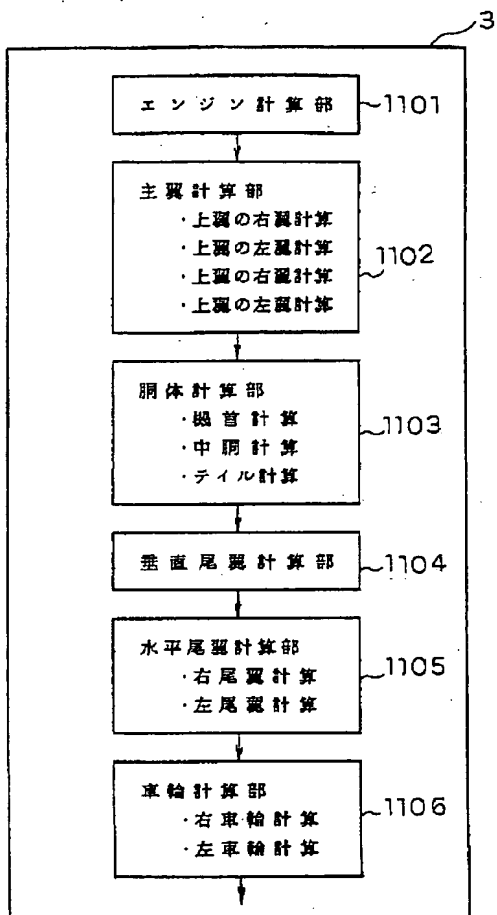 3
エンジン計算部
1101
主翼計算部
・上翼の右翼計算
・上翼の左翼計算
・上翼の右翼計算
・上翼の左翼計算
1102
胴体計算部
・機首計算
・中胴計算
・テイル計算
1103
垂直尾翼計算部
1104
水平尾翼計算部
・右尾翼計算
・左尾翼計算
1105
車輪計算部
・右車輪計算
・左車輪計算
1106